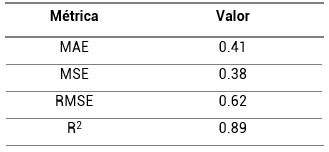 Métrica Valor
MAE 0.41
MSE 0.38
RMSE 0.62
R² 0.89